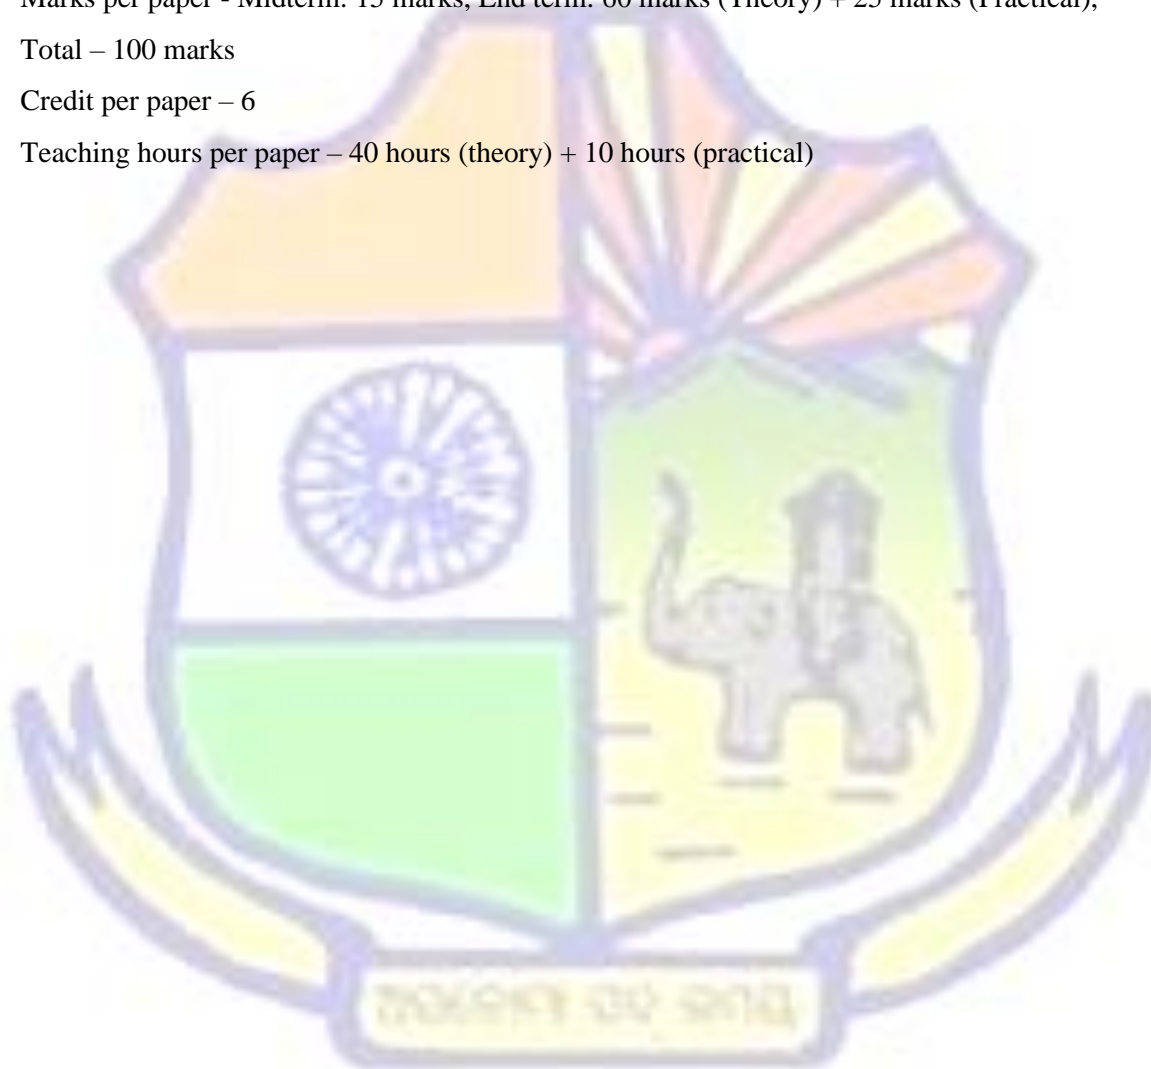 Marks per paper - Midterm: 15 marks, End term: 60 marks (Theory) + 25 marks (Practical),
Total – 100 marks
Credit per paper – 6
Teaching hours per paper – 40 hours (theory) + 10 hours (practical)